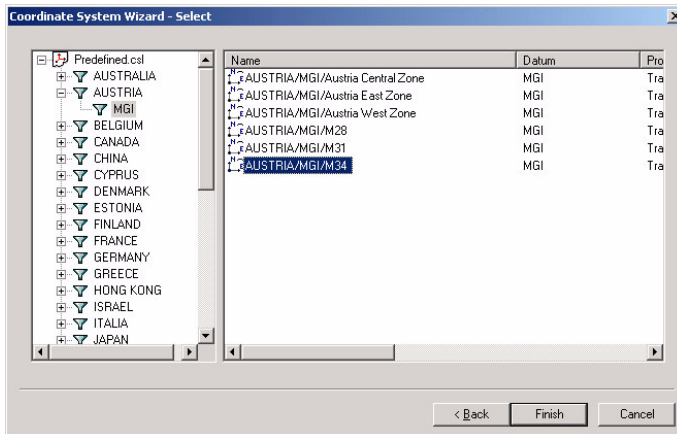 Coordinate System Wizard - Select
Predefined.csl
AUSTRALIA
AUSTRIA
MGI
BELGIUM
CANADA
CHINA
CYPRUS
DENMARK
ESTONIA
FINLAND
FRANCE
GERMANY
GREECE
HONG KONG
ISRAEL
ITALIA
JAPAN
Name Datum Pro
AUSTRIA/MGI/Austria Central Zone MGI Tra
AUSTRIA/MGI/Austria East Zone MGI Tra
AUSTRIA/MGI/Austria West Zone MGI Tra
AUSTRIA/MGI/M28 MGI Tra
AUSTRIA/MGI/M31 MGI Tra
AUSTRIA/MGI/M34 MGI Tra
< Back Finish Cancel